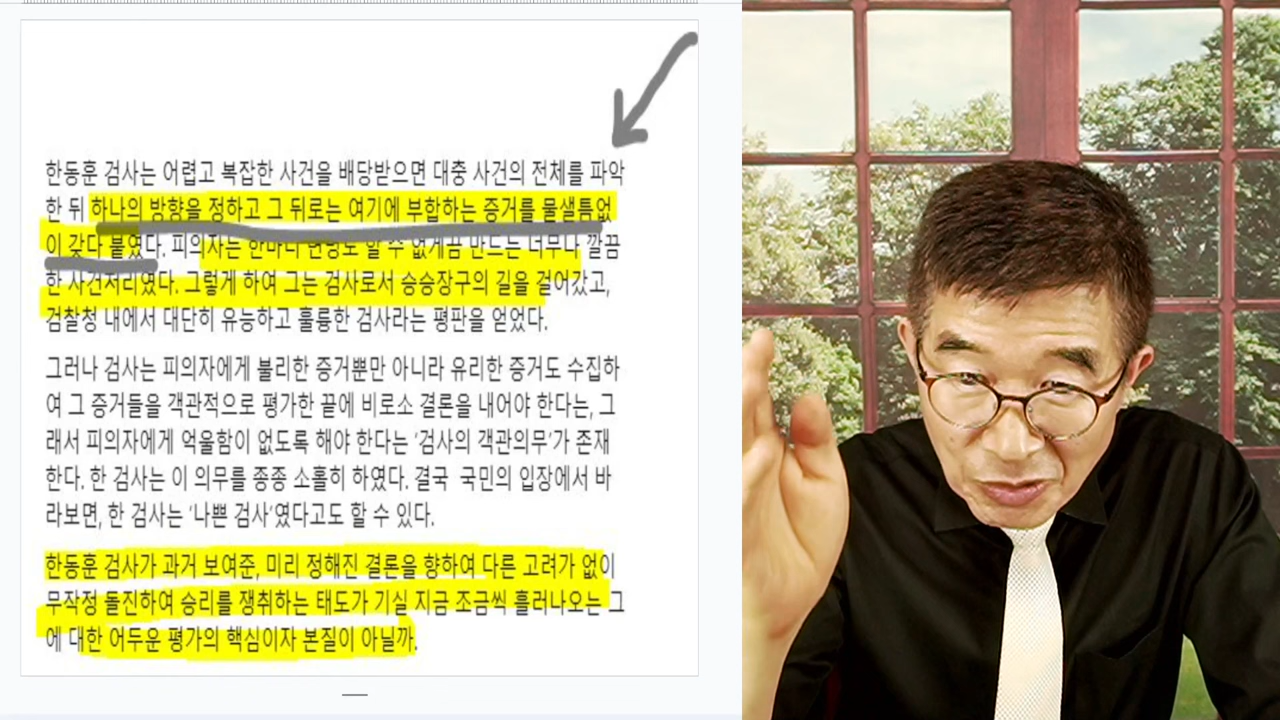 한동훈 검사는 어렵고 복잡한 사건을 배당받으면 대충 사건의 전체를 파악
한 뒤 하나의 방향을 정하고 그 뒤로는 여기에 부합하는 증거를 물샐틈없
이 갖다 붙였다. 피의자는 한마디 변명도 할 수 없게끔 만드는 너무나 깔끔
한 사건처리였다. 그렇게 하여 그는 검사로서 승승장구의 길을 걸어갔고,
검찰청 내에서 대단히 유능하고 훌륭한 검사라는 평판을 얻었다.
그러나 검사는 피의자에게 불리한 증거뿐만 아니라 유리한 증거도 수집하
여 그 증거들을 객관적으로 평가한 끝에 비로소 결론을 내어야 한다는, 그
래서 피의자에게 억울함이 없도록 해야 한다는 '검사의 객관의무'가 존재
한다. 한 검사는 이 의무를 종종 소홀히 하였다. 결국 국민의 입장에서 바
라보면, 한 검사는 '나쁜 검사'였다고도 할 수 있다.
한동훈 검사가 과거 보여준, 미리 정해진 결론을 향하여 다른 고려가 없이
무작정 돌진하여 승리를 쟁취하는 태도가 기실 지금 조금씩 흘러나오는 그
에 대한 어두운 평가의 핵심이자 본질이 아닐까.